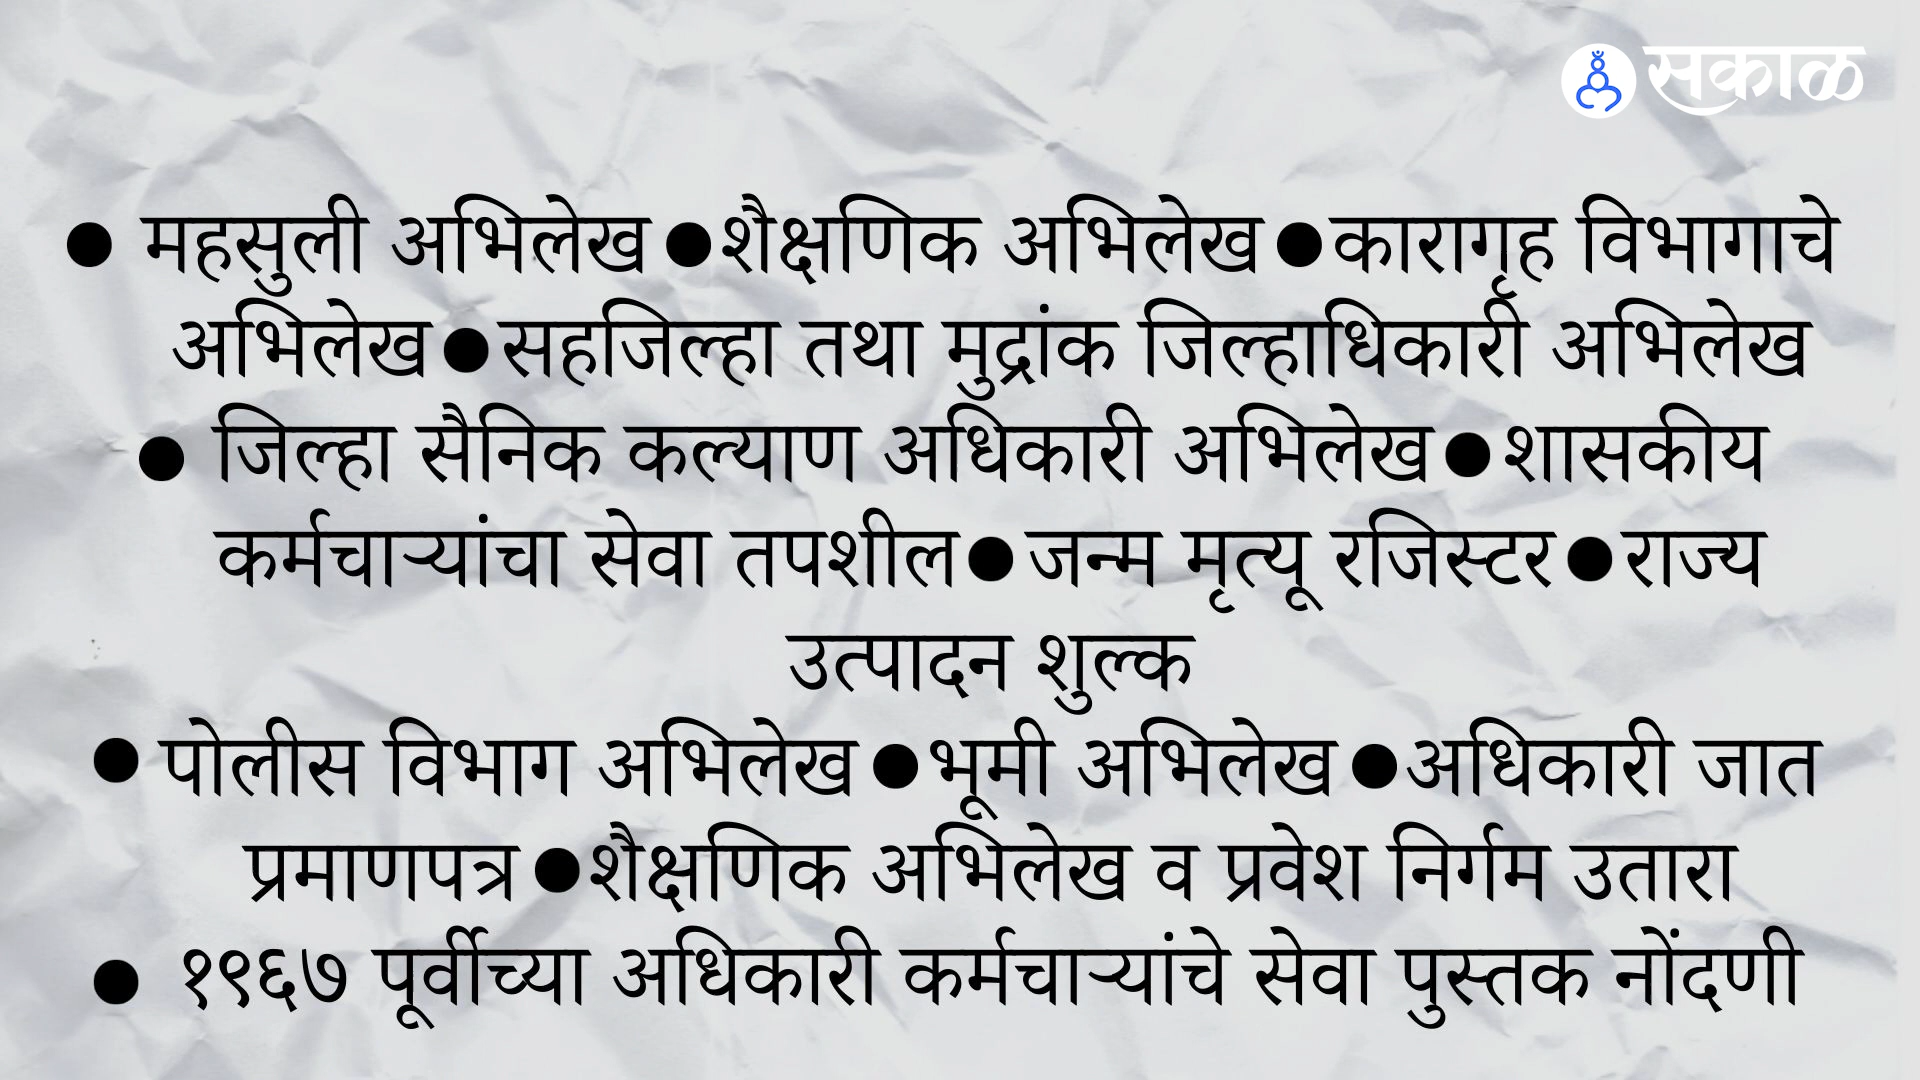 सकाळ
● महसुली अभिलेख●शैक्षणिक अभिलेख●कारागृह विभागाचे
अभिलेख●सहजिल्हा तथा मुद्रांक जिल्हाधिकारी अभिलेख
● जिल्हा सैनिक कल्याण अधिकारी अभिलेख●शासकीय
कर्मचाऱ्यांचा सेवा तपशील●जन्म मृत्यू रजिस्टर●राज्य
उत्पादन शुल्क
● पोलीस विभाग अभिलेख●भूमी अभिलेख●अधिकारी जात
प्रमाणपत्र●शैक्षणिक अभिलेख व प्रवेश निर्गम उतारा
● १९६७ पूर्वीच्या अधिकारी कर्मचाऱ्यांचे सेवा पुस्तक नोंदणी